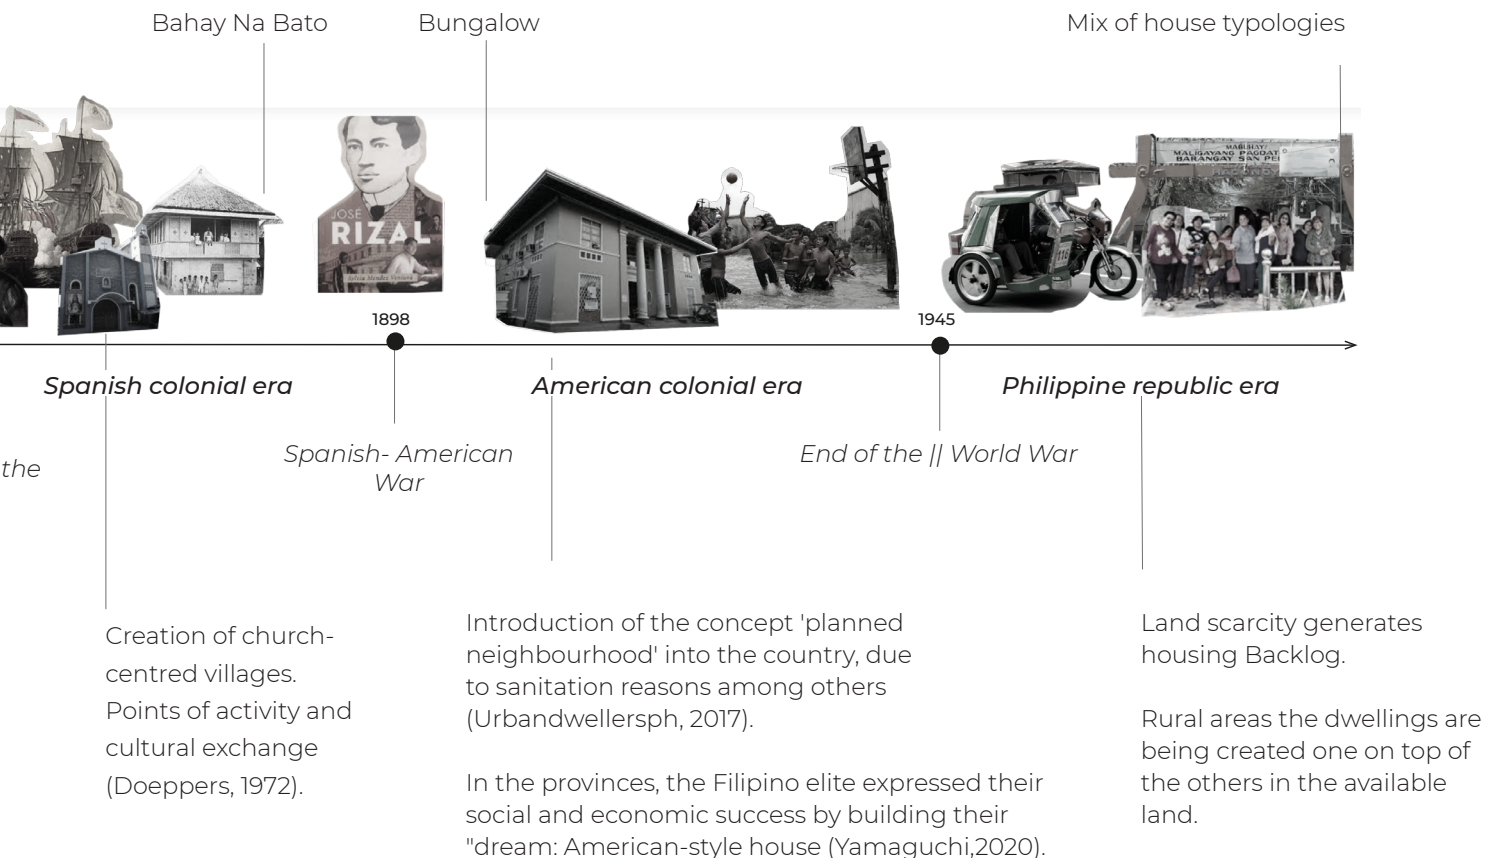 Bahay Na Bato
Bungalow
Mix of house typologies
JOSÉ
RIZAL
MABUHAY!
MALIGAYANG PAGDAT
BARANGAY SAN PE
116
1898
1945
Spanish colonial era
American colonial era
Philippine republic era
the
Spanish- American
War
End of the || World War
Creation of church-
centred villages.
Points of activity and
cultural exchange
(Doeppers, 1972).
Introduction of the concept 'planned
neighbourhood' into the country, due
to sanitation reasons among others
(Urbandwellersph, 2017).
In the provinces, the Filipino elite expressed their
social and economic success by building their
"dream: American-style house (Yamaguchi,2020).
Land scarcity generates
housing Backlog.
Rural areas the dwellings are
being created one on top of
the others in the available
land.